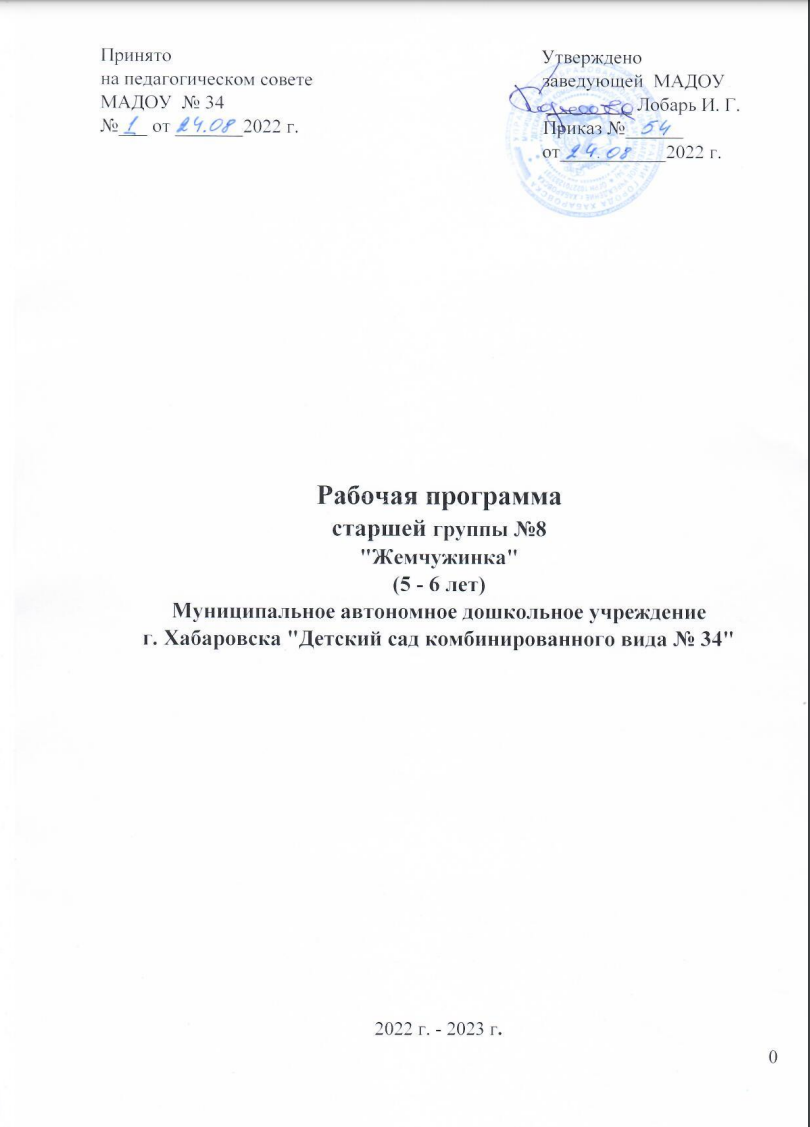 Принято
на педагогическом совете
МАДОУ № 34
№ 1 от 24.08 2022 г.
Утверждено
заведующей МАДОУ
Лобарь И. Г.
Приказ № 54
от 24.08 2022 г.
Рабочая программа
старшей группы №8
"Жемчужинка"
(5 - 6 лет)
Муниципальное автономное дошкольное учреждение
г. Хабаровска "Детский сад комбинированного вида № 34"
2022 г. - 2023 г.
0